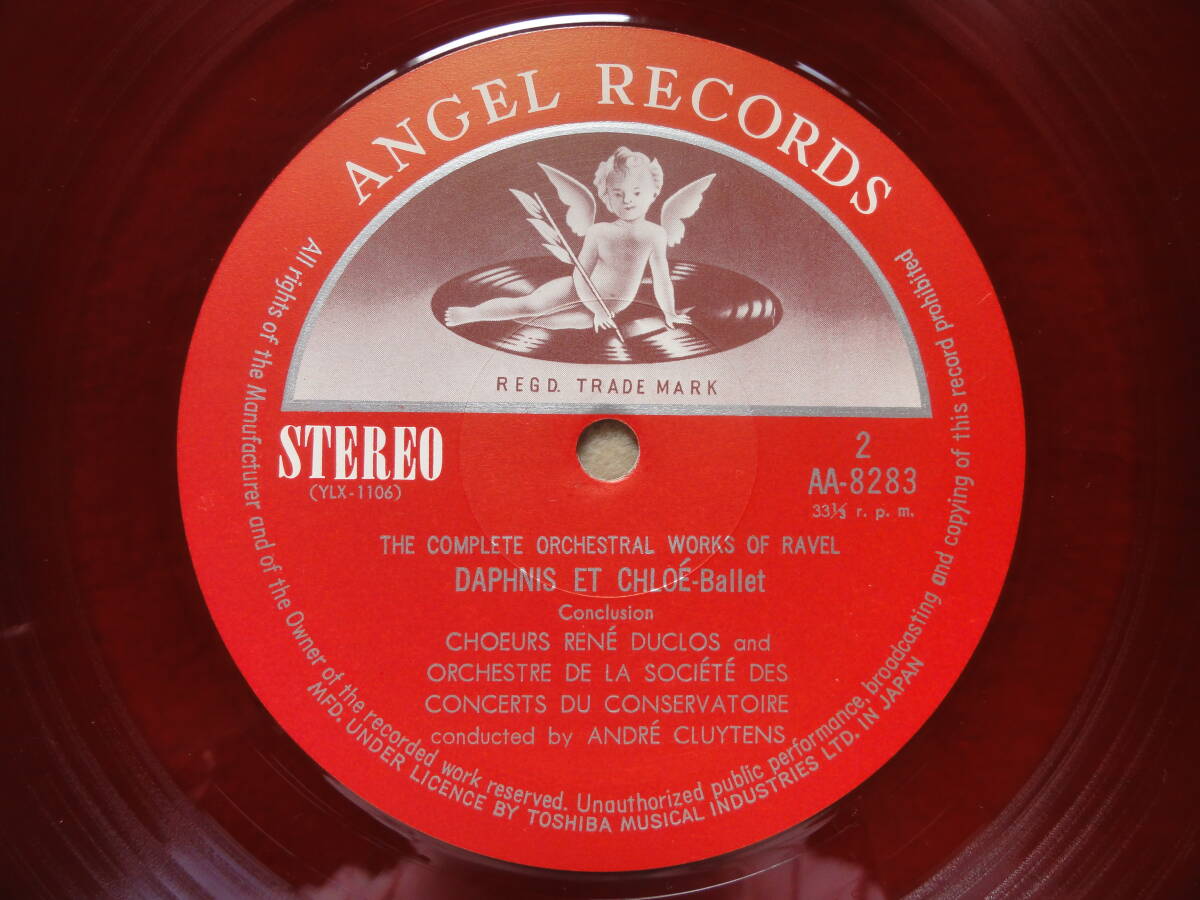 ANGEL RECORDS
REGD. TRADE MARK
STEREO
(YLX-1106)
2
AA-8283
33⅓ r. p. m.
THE COMPLETE ORCHESTRAL WORKS OF RAVEL
DAPHNIS ET CHLOÉ-Ballet
Conclusion
CHOEURS RENÉ DUCLOS and
ORCHESTRE DE LA SOCIÉTÉ DES
CONCERTS DU CONSERVATOIRE
conducted by ANDRÉ CLUYTENS
All rights of the Manufacturer and of the Owner of the recorded work reserved. Unauthorized public performance, broadcasting and copying of this record prohibited
MFD. UNDER LICENCE BY TOSHIBA MUSICAL INDUSTRIES LTD. IN JAPAN